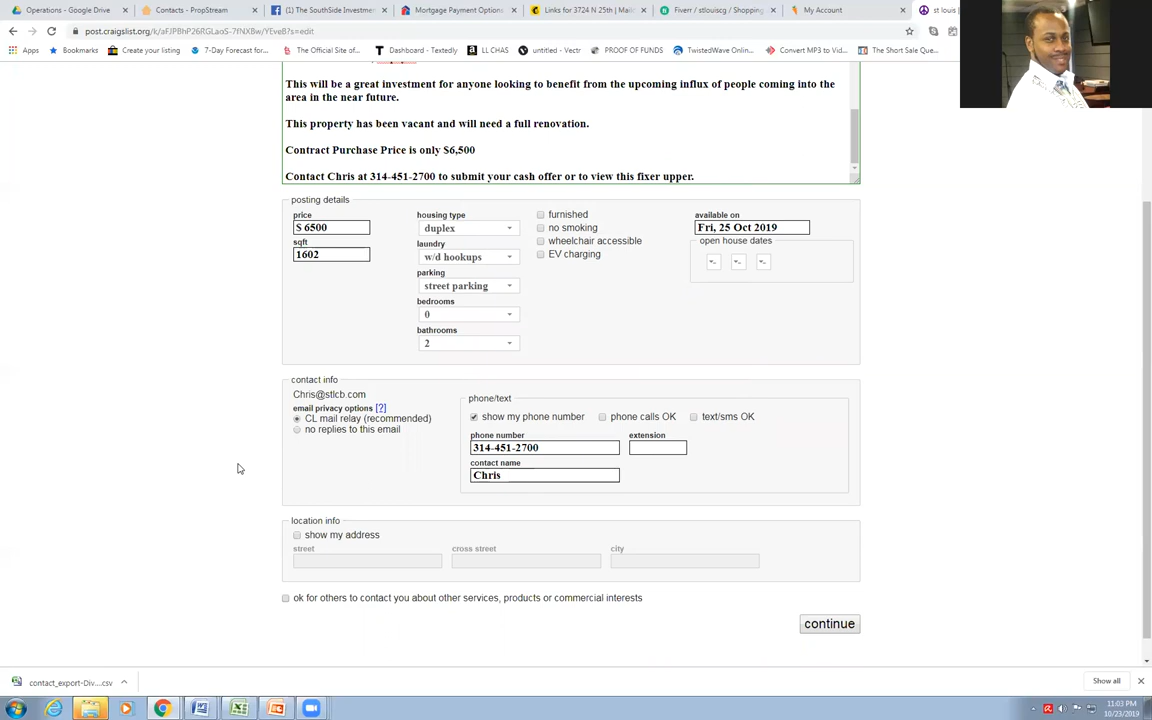 Operations - Google Drive
Contacts - PropStream
(1) The SouthSide Investmen
Mortgage Payment Options
Links for 3724 N 25th | Mail
Fiverr / stlouiscg / Shopping
My Account
st louis
post.craigslist.org/k/aFJPBhP26RGLaoS-7fNXBw/YEveB?s=edit
Apps
Bookmarks
Create your listing
7-Day Forecast for...
The Official Site of...
Dashboard - Textedly
LL CHAS
untitled - Vectr
PROOF OF FUNDS
TwistedWave Onlin...
Convert MP3 to Vid...
The Short Sale Que...
This will be a great investment for anyone looking to benefit from the upcoming influx of people coming into the
area in the near future.
This property has been vacant and will need a full renovation.
Contract Purchase Price is only $6,500
Contact Chris at 314-451-2700 to submit your cash offer or to view this fixer upper.
posting details
price
$ 6500
sqft
1602
housing type
duplex
laundry
w/d hookups
parking
street parking
bedrooms
0
bathrooms
2
furnished
no smoking
wheelchair accessible
EV charging
available on
Fri, 25 Oct 2019
open house dates
contact info
Chris@stlcb.com
email privacy options [?]
CL mail relay (recommended)
no replies to this email
phone/text
show my phone number
phone calls OK
text/sms OK
phone number
extension
314-451-2700
contact name
Chris
location info
show my address
street
cross street
city
ok for others to contact you about other services, products or commercial interests
continue
contact_export-Div....csv
Show all
11:03 PM
10/23/2019